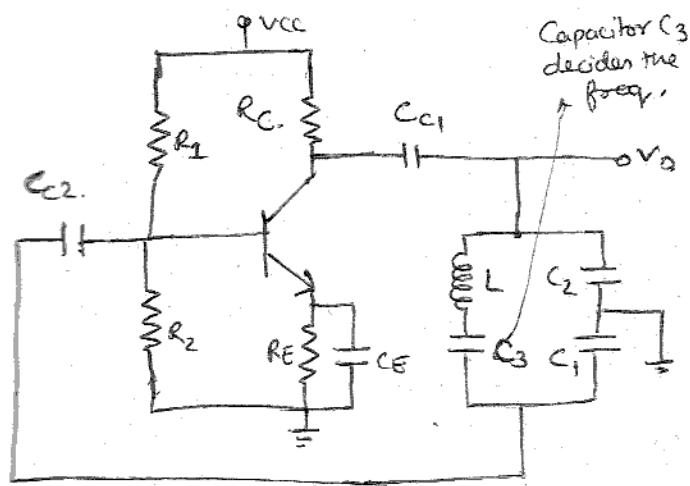 VCC
Capacitor C3
decides the
freq.
RC.
CC1
R1
CC2.
Vo
L
C2
R2
RE
CE
C3
C1